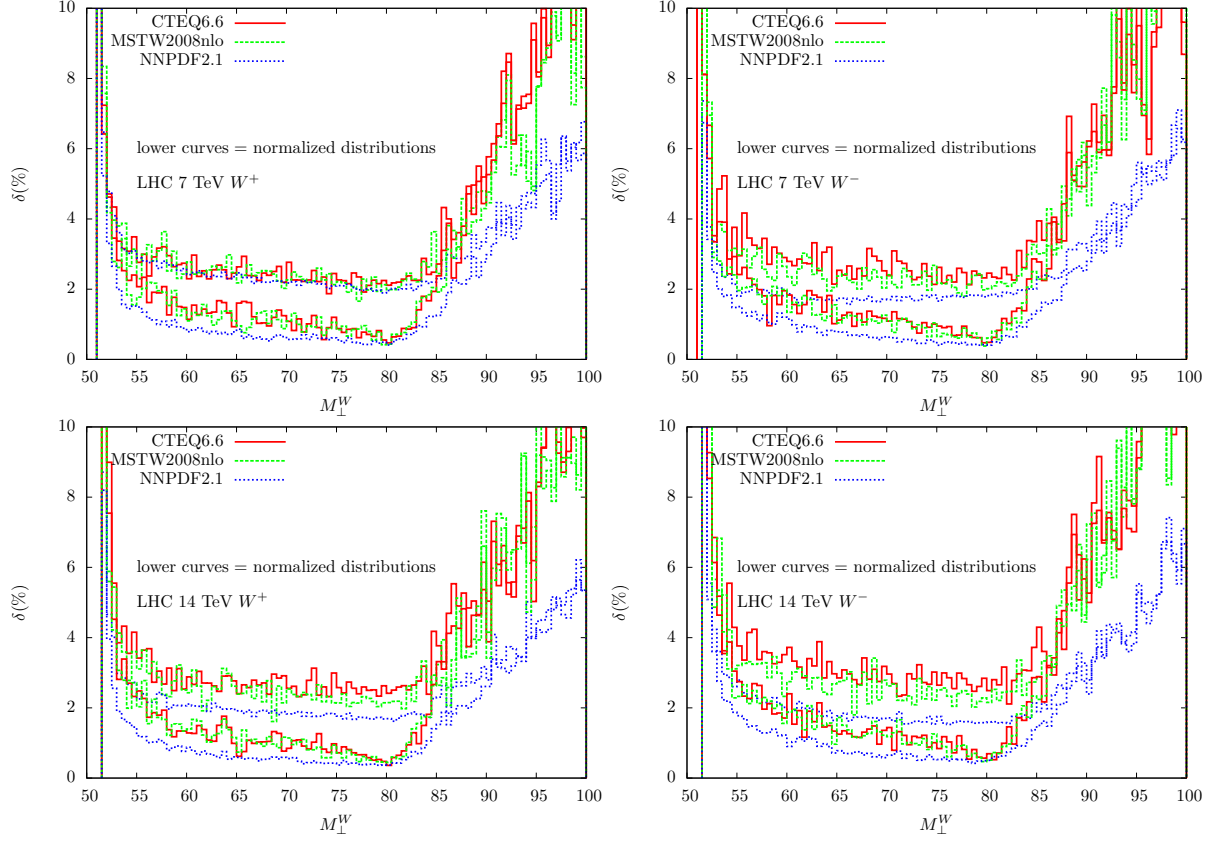 10
8
6
4
2
0
δ(%)
CTEQ6.6
MSTW2008nlo
NNPDF2.1
lower curves = normalized distributions
LHC 7 TeV W⁺
50 55 60 65 70 75 80 85 90 95 100
M⊥ᵂ
10
8
6
4
2
0
δ(%)
CTEQ6.6
MSTW2008nlo
NNPDF2.1
lower curves = normalized distributions
LHC 7 TeV W⁻
50 55 60 65 70 75 80 85 90 95 100
M⊥ᵂ
10
8
6
4
2
0
δ(%)
CTEQ6.6
MSTW2008nlo
NNPDF2.1
lower curves = normalized distributions
LHC 14 TeV W⁺
50 55 60 65 70 75 80 85 90 95 100
M⊥ᵂ
10
8
6
4
2
0
δ(%)
CTEQ6.6
MSTW2008nlo
NNPDF2.1
lower curves = normalized distributions
LHC 14 TeV W⁻
50 55 60 65 70 75 80 85 90 95 100
M⊥ᵂ